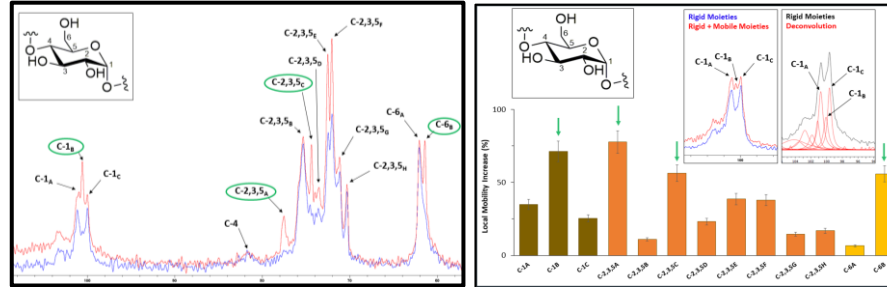 OH
6
4
5
O
HO
3
2
1
OH
O
C-2,3,5E
C-2,3,5F
C-2,3,5D
C-2,3,5C
C-6A
C-6B
C-2,3,5B
C-2,3,5G
C-1B
C-2,3,5H
C-1A
C-1C
C-2,3,5A
C-4
100
70
OH
6
4
5
O
HO
3
2
1
OH
O
Rigid Moieties
Rigid + Mobile Moieties
C-1B
C-1A
C-1C
100
Rigid Moieties
Deconvolution
C-1A
C-1C
C-1B
Local Mobility Increase (%)
100
50
0
C-1A C-1B C-1C C-2,3,5A C-2,3,5B C-2,3,5C C-2,3,5D C-2,3,5E C-2,3,5F C-2,3,5G C-2,3,5H C-6A C-6B